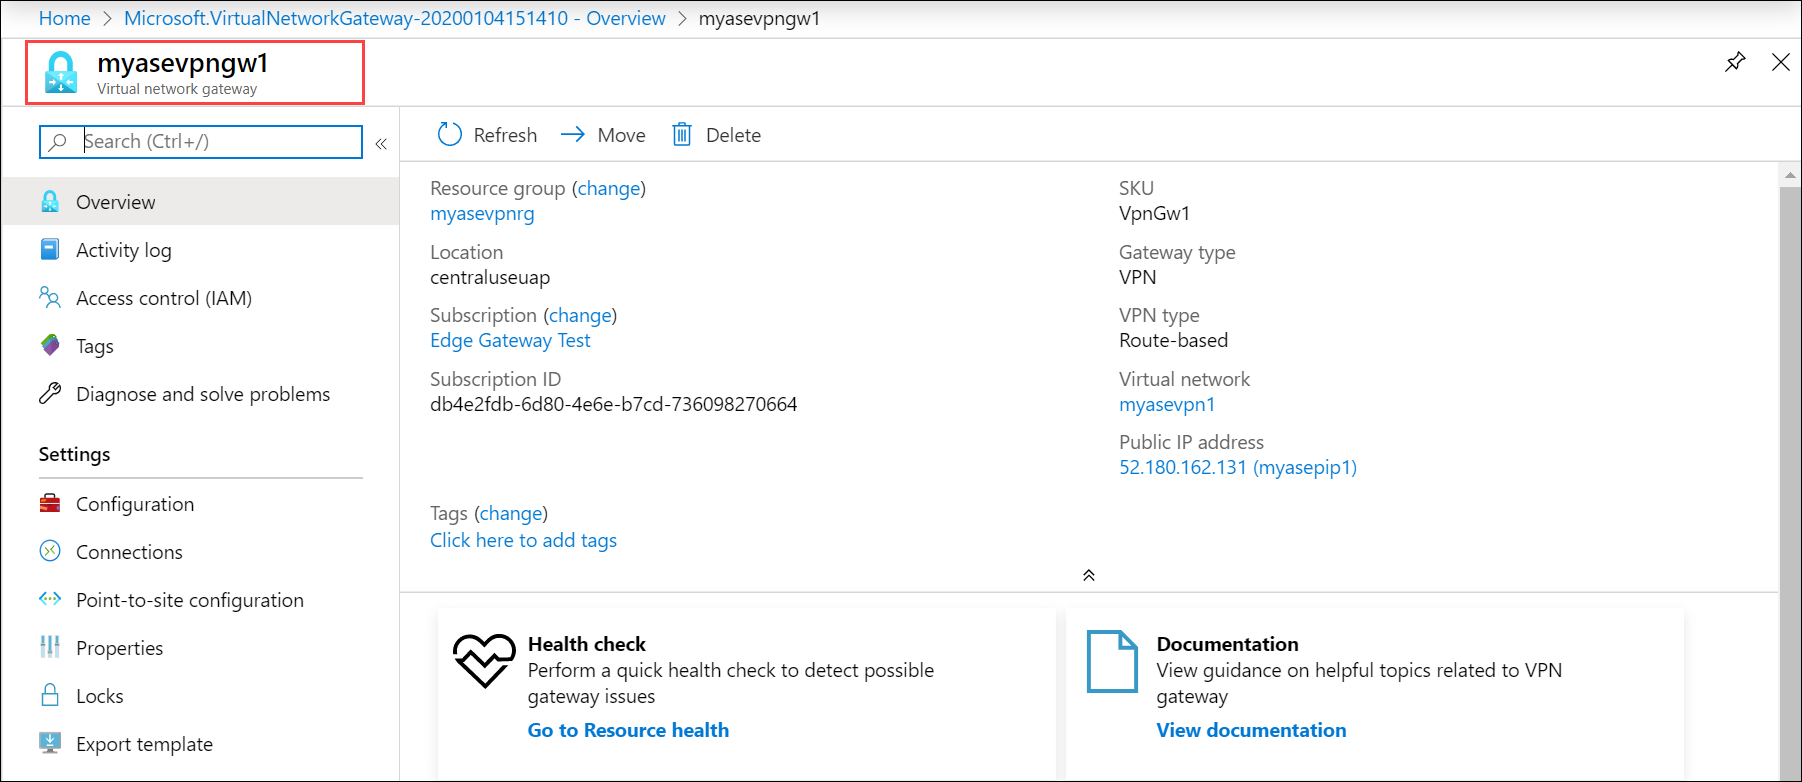 Home > Microsoft.VirtualNetworkGateway-20200104151410 - Overview > myasevpngw1
myasevpngw1
Virtual network gateway
Search (Ctrl+/)
«
Overview
Activity log
Access control (IAM)
Tags
Diagnose and solve problems
Settings
Configuration
Connections
Point-to-site configuration
Properties
Locks
Export template
Refresh
Move
Delete
Resource group (change)
myasevpnrg
Location
centraluseuap
Subscription (change)
Edge Gateway Test
Subscription ID
db4e2fdb-6d80-4e6e-b7cd-736098270664
Tags (change)
Click here to add tags
SKU
VpnGw1
Gateway type
VPN
VPN type
Route-based
Virtual network
myasevpn1
Public IP address
52.180.162.131 (myasepip1)
Health check
Perform a quick health check to detect possible
gateway issues
Go to Resource health
Documentation
View guidance on helpful topics related to VPN
gateway
View documentation